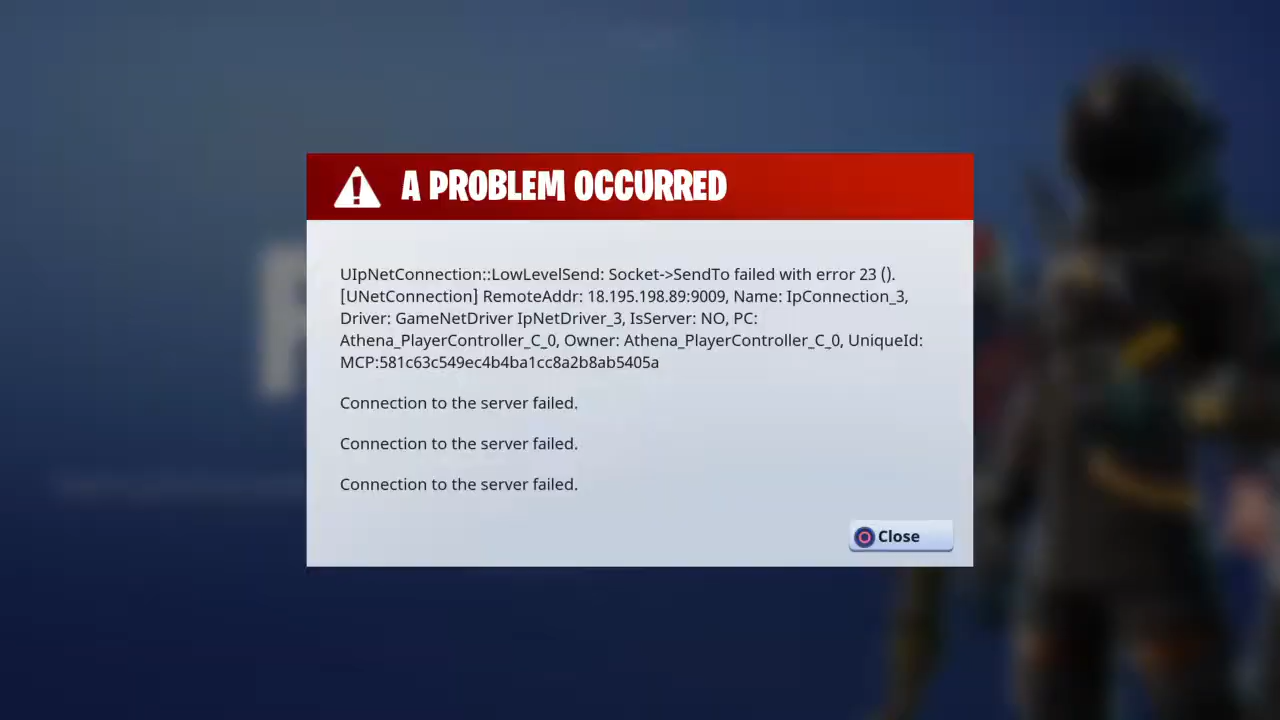 A PROBLEM OCCURRED
UIpNetConnection::LowLevelSend: Socket->SendTo failed with error 23 ().
[UNetConnection] RemoteAddr: 18.195.198.89:9009, Name: IpConnection_3,
Driver: GameNetDriver IpNetDriver_3, IsServer: NO, PC:
Athena_PlayerController_C_0, Owner: Athena_PlayerController_C_0, UniqueId:
MCP:581c63c549ec4b4ba1cc8a2b8ab5405a
Connection to the server failed.
Connection to the server failed.
Connection to the server failed.
Close